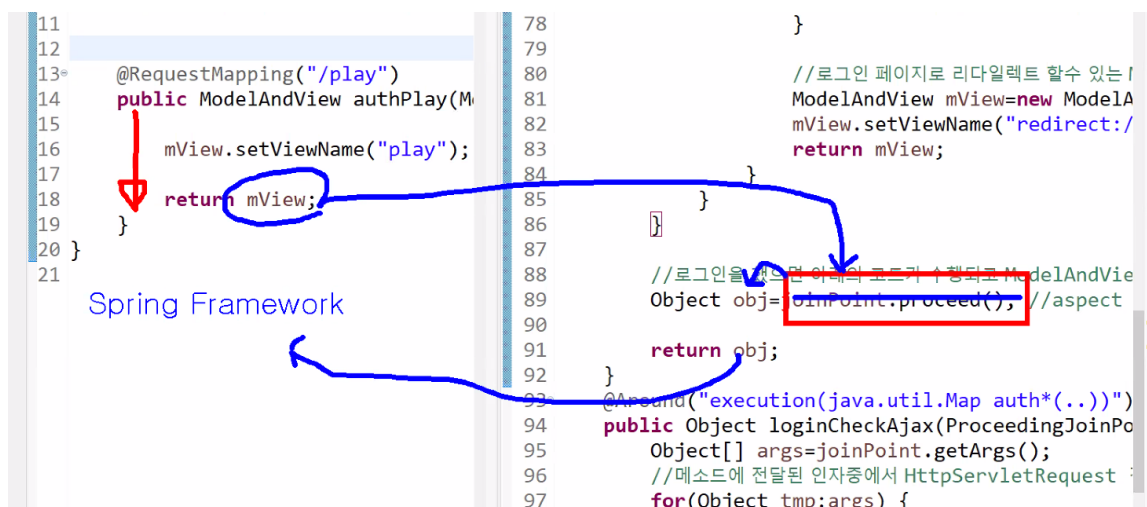 11
12
13 @RequestMapping("/play")
14 public ModelAndView authPlay(M
15
16 mView.setViewName("play");
17
18 return mView;
19 }
20 }
21
Spring Framework
78 }
79
80 //로그인 페이지로 리다일렉트 할수 있는
81 ModelAndView mView=new ModelA
82 mView.setViewName("redirect:/
83 return mView;
84 }
85 }
86 }
87
88 //로그인을 했으면 아래의 코드가 수행되고 ModelAndVie
89 Object obj=joinPoint.proceed(); //aspect
90
91 return obj;
92 }
93 @Around("execution(java.util.Map auth*(..))")
94 public Object loginCheckAjax(ProceedingJoinPo
95 Object[] args=joinPoint.getArgs();
96 //메소드에 전달된 인자중에서 HttpServletRequest
97 for(Object tmp:args) {